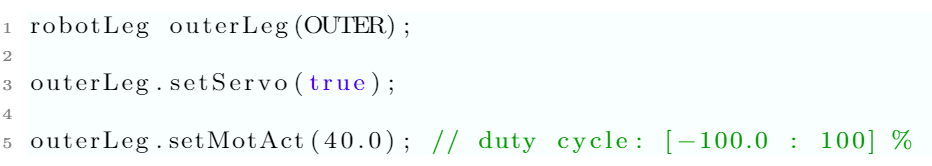 1 robotLeg outerLeg(OUTER);
2
3 outerLeg.setServo(true);
4
5 outerLeg.setMotAct(40.0); // duty cycle: [−100.0 : 100] %